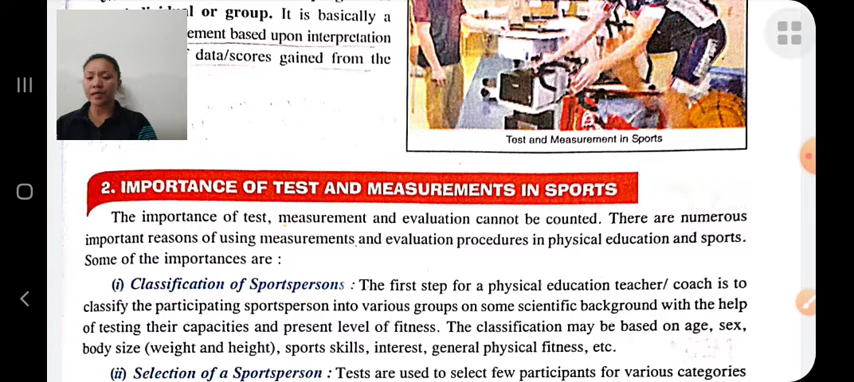 l or group. It is basically a
ement based upon interpretation
data/scores gained from the
Test and Measurement in Sports
2. IMPORTANCE OF TEST AND MEASUREMENTS IN SPORTS
The importance of test, measurement and evaluation cannot be counted. There are numerous
important reasons of using measurements and evaluation procedures in physical education and sports.
Some of the importances are :
(i) Classification of Sportspersons : The first step for a physical education teacher/ coach is to
classify the participating sportsperson into various groups on some scientific background with the help
of testing their capacities and present level of fitness. The classification may be based on age, sex,
body size (weight and height), sports skills, interest, general physical fitness, etc.
(ii) Selection of a Sportsperson : Tests are used to select few participants for various categories